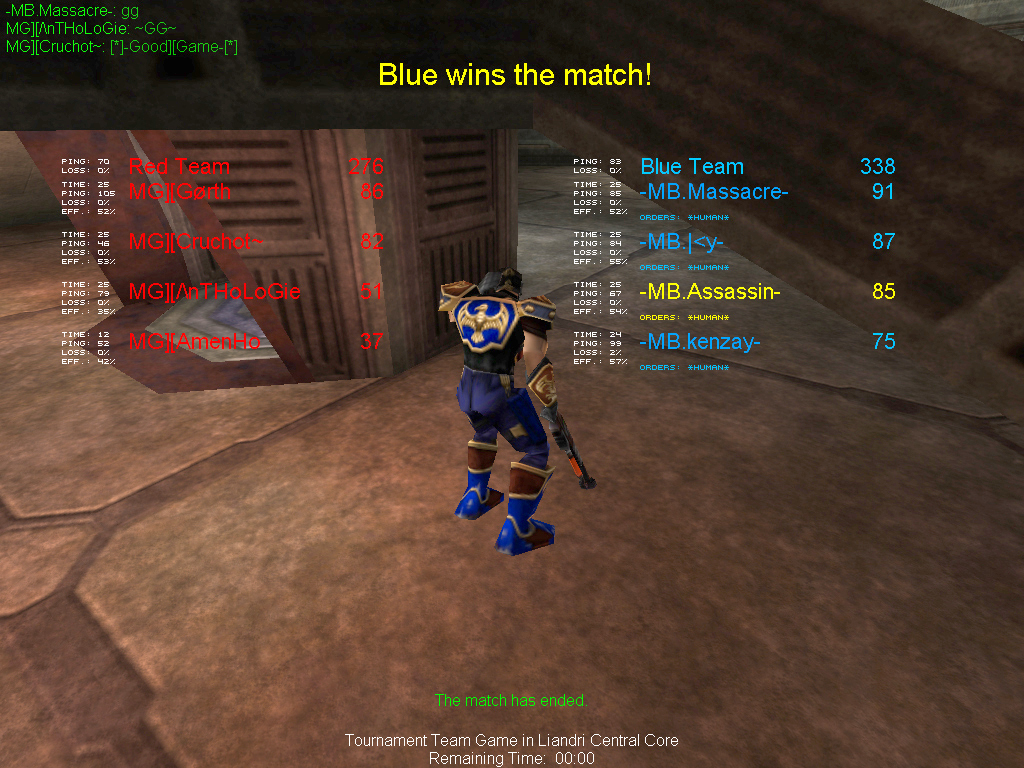 -MB.Massacre-: gg
MG][/\nTHoLoGie: ~GG~
MG][Cruchot~: [*]-Good][Game-[*]
Blue wins the match!
PING: 70
LOSS: 0%
Red Team 276
TIME: 25
PING: 105
LOSS: 0%
EFF.: 52%
MG][Gørth 86
TIME: 25
PING: 46
LOSS: 0%
EFF.: 53%
MG][Cruchot~ 82
TIME: 25
PING: 79
LOSS: 0%
EFF.: 35%
MG][/\nTHoLoGie 51
TIME: 12
PING: 52
LOSS: 0%
EFF.: 42%
MG][AmenHo 37
PING: 83
LOSS: 0%
Blue Team 338
TIME: 25
PING: 85
LOSS: 0%
EFF.: 52%
-MB.Massacre- 91
ORDERS: *HUMAN*
TIME: 25
PING: 84
LOSS: 0%
EFF.: 55%
-MB.|<y- 87
ORDERS: *HUMAN*
TIME: 25
PING: 67
LOSS: 0%
EFF.: 54%
-MB.Assassin- 85
ORDERS: *HUMAN*
TIME: 24
PING: 99
LOSS: 2%
EFF.: 57%
-MB.kenzay- 75
ORDERS: *HUMAN*
The match has ended.
Tournament Team Game in Liandri Central Core
Remaining Time: 00:00